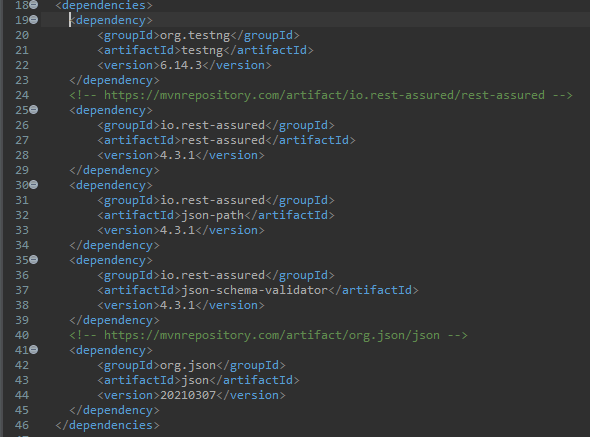 18 <dependencies>
19 <dependency>
20 <groupId>org.testng</groupId>
21 <artifactId>testng</artifactId>
22 <version>6.14.3</version>
23 </dependency>
24 <!-- https://mvnrepository.com/artifact/io.rest-assured/rest-assured -->
25 <dependency>
26 <groupId>io.rest-assured</groupId>
27 <artifactId>rest-assured</artifactId>
28 <version>4.3.1</version>
29 </dependency>
30 <dependency>
31 <groupId>io.rest-assured</groupId>
32 <artifactId>json-path</artifactId>
33 <version>4.3.1</version>
34 </dependency>
35 <dependency>
36 <groupId>io.rest-assured</groupId>
37 <artifactId>json-schema-validator</artifactId>
38 <version>4.3.1</version>
39 </dependency>
40 <!-- https://mvnrepository.com/artifact/org.json/json -->
41 <dependency>
42 <groupId>org.json</groupId>
43 <artifactId>json</artifactId>
44 <version>20210307</version>
45 </dependency>
46 </dependencies>